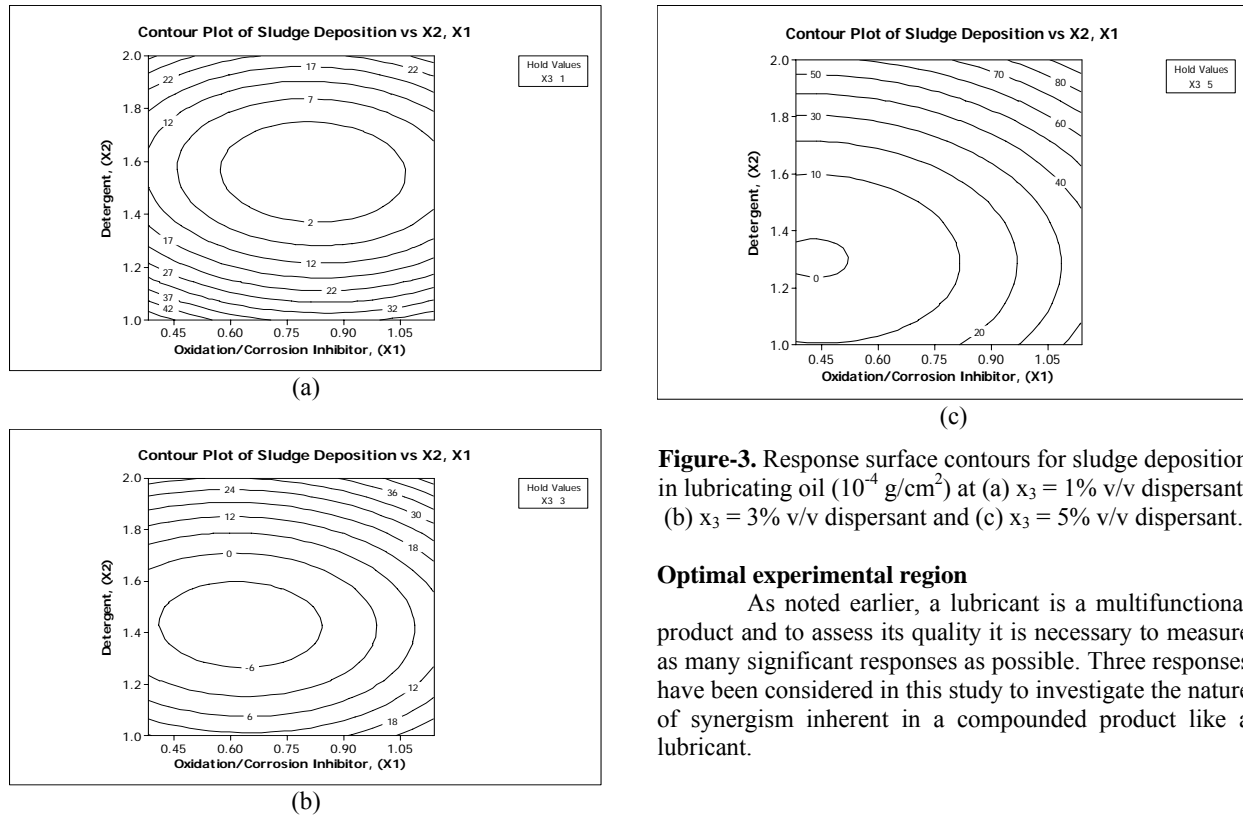 Contour Plot of Sludge Deposition vs X2, X1
Hold Values
X3 1
Detergent, (X2)
2.0
1.8
1.6
1.4
1.2
1.0
22
17
22
12
7
2
17
12
27
22
37
32
42
0.45 0.60 0.75 0.90 1.05
Oxidation/Corrosion Inhibitor, (X1)
(a)
Contour Plot of Sludge Deposition vs X2, X1
Hold Values
X3 3
Detergent, (X2)
2.0
1.8
1.6
1.4
1.2
1.0
24
36
30
12
18
0
-6
12
6
18
0.45 0.60 0.75 0.90 1.05
Oxidation/Corrosion Inhibitor, (X1)
(b)
Contour Plot of Sludge Deposition vs X2, X1
Hold Values
X3 5
Detergent, (X2)
2.0
1.8
1.6
1.4
1.2
1.0
50
70
80
30
60
10
40
0
20
0.45 0.60 0.75 0.90 1.05
Oxidation/Corrosion Inhibitor, (X1)
(c)
Figure-3. Response surface contours for sludge deposition
in lubricating oil (10⁻⁴ g/cm²) at (a) x₃ = 1% v/v dispersant
(b) x₃ = 3% v/v dispersant and (c) x₃ = 5% v/v dispersant.
Optimal experimental region
As noted earlier, a lubricant is a multifunctiona
product and to assess its quality it is necessary to measure
as many significant responses as possible. Three responses
have been considered in this study to investigate the nature
of synergism inherent in a compounded product like a
lubricant.